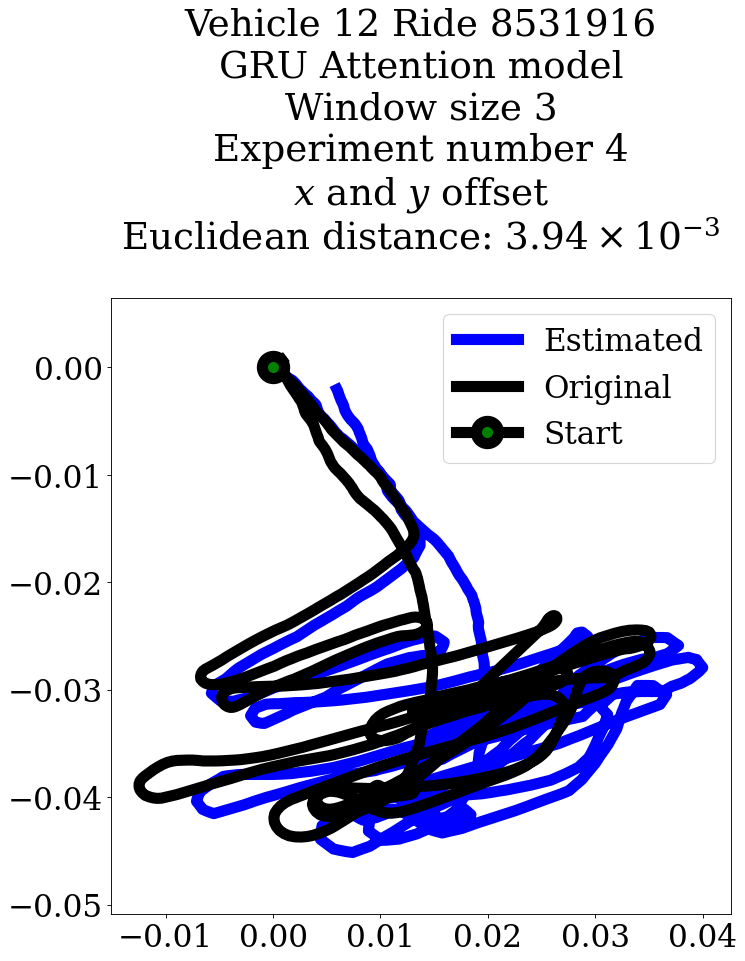 Vehicle 12 Ride 8531916
GRU Attention model
Window size 3
Experiment number 4
x and y offset
Euclidean distance: 3.94 × 10⁻³
Estimated
Original
Start
0.00
−0.01
−0.02
−0.03
−0.04
−0.05
−0.01 0.00 0.01 0.02 0.03 0.04